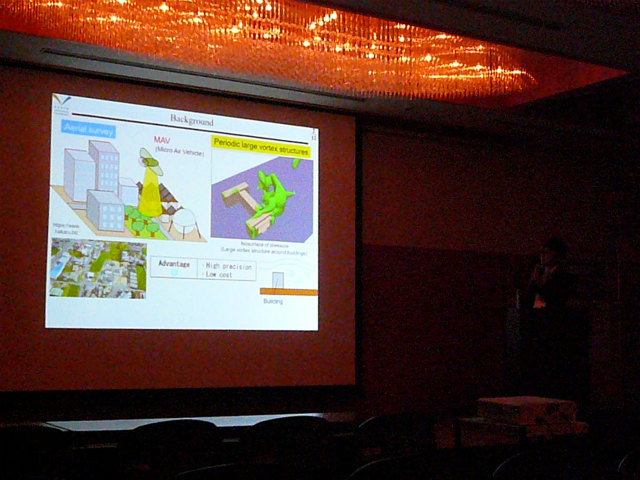 Background
Aerial survey
MAV
(Micro Air Vehicle)
Periodic large vortex structures
Isosurface of pressure
(Large vortex structure around buildings)
Advantage
・High precision
・Low cost
Building